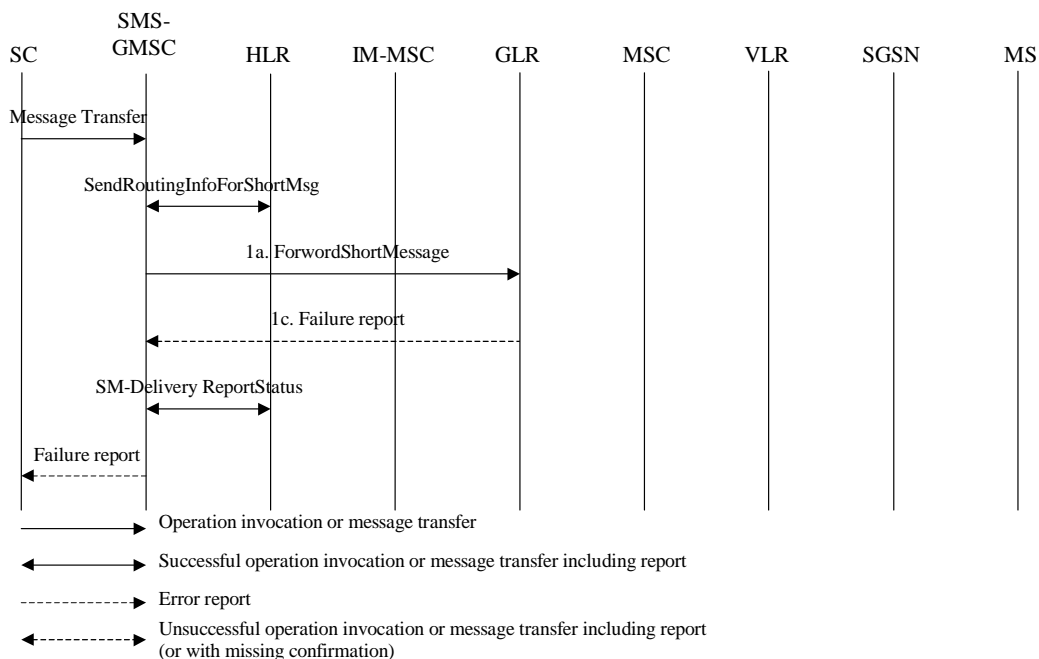 SMS-
GMSC
SC
HLR
IM-MSC
GLR
MSC
VLR
SGSN
MS
Message Transfer
SendRoutingInfoForShortMsg
1a. ForwordShortMessage
1c. Failure report
SM-Delivery ReportStatus
Failure report
Operation invocation or message transfer
Successful operation invocation or message transfer including report
Error report
Unsuccessful operation invocation or message transfer including report
(or with missing confirmation)